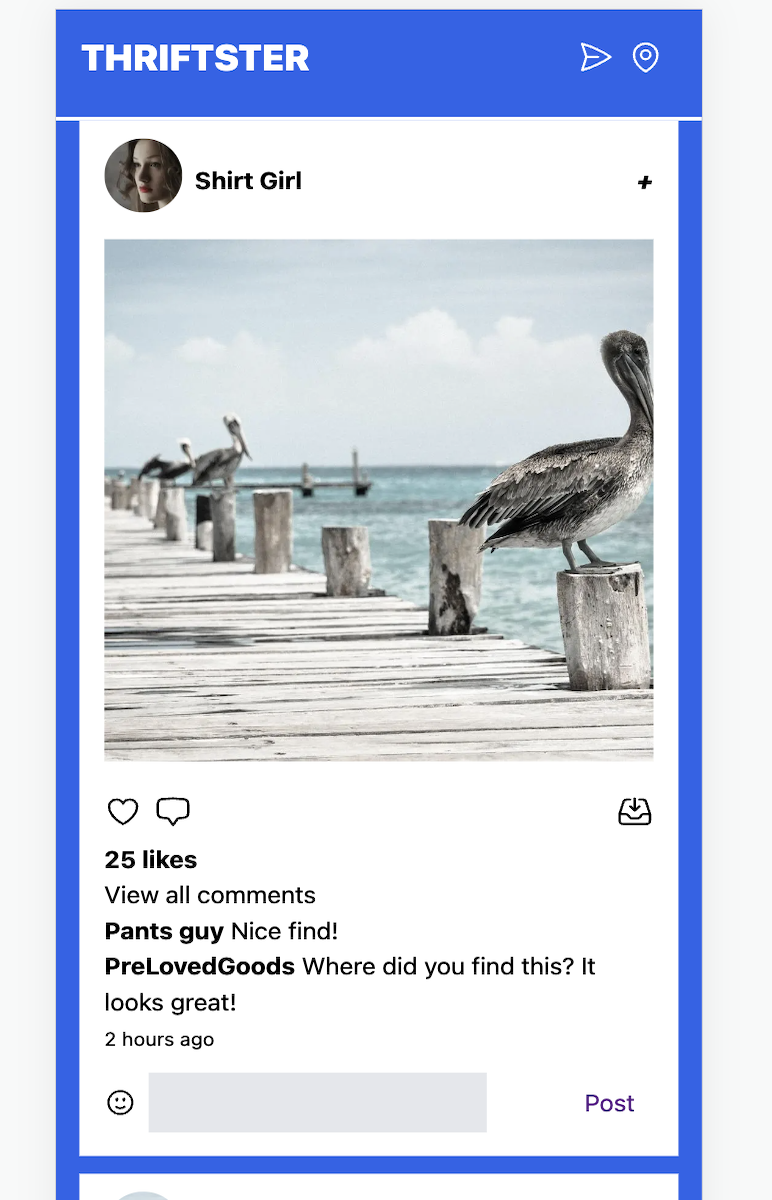 THRIFTSTER
Shirt Girl +
25 likes
View all comments
Pants guy Nice find!
PreLovedGoods Where did you find this? It
looks great!
2 hours ago
Post